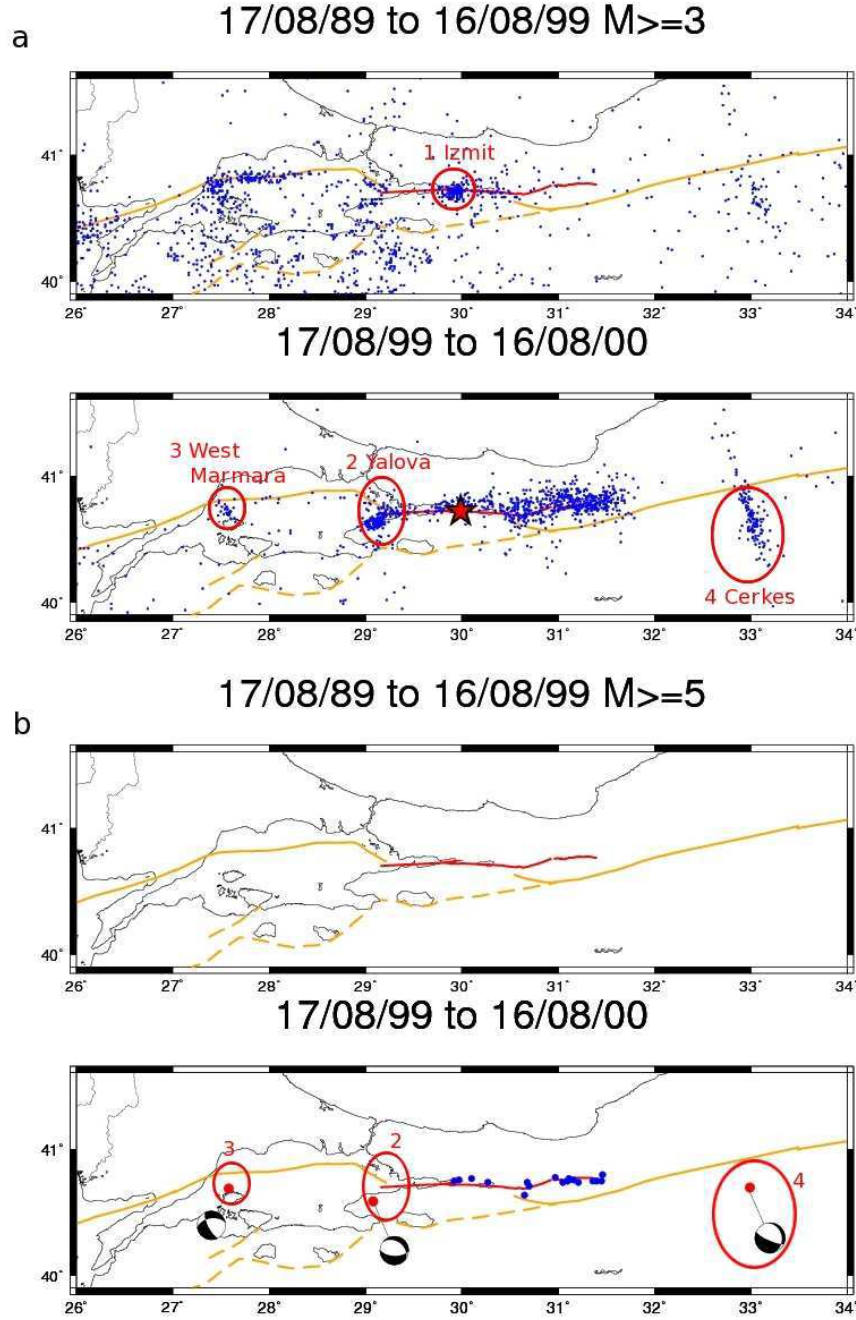 a
17/08/89 to 16/08/99 M>=3
41°
40°
1 Izmit
26° 27° 28° 29° 30° 31° 32° 33° 34°
17/08/99 to 16/08/00
41°
40°
3 West
Marmara
2 Yalova
4 Cerkes
26° 27° 28° 29° 30° 31° 32° 33° 34°
b
17/08/89 to 16/08/99 M>=5
41°
40°
26° 27° 28° 29° 30° 31° 32° 33° 34°
17/08/99 to 16/08/00
41°
40°
3
2
4
26° 27° 28° 29° 30° 31° 32° 33° 34°